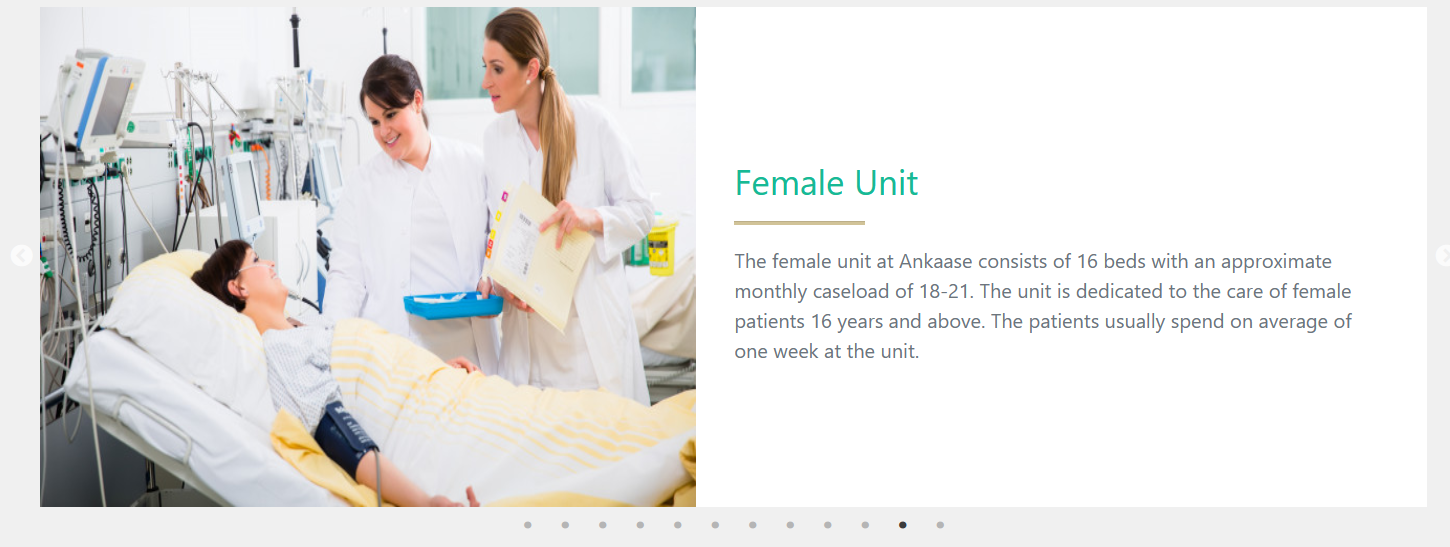 Female Unit
The female unit at Ankaase consists of 16 beds with an approximate
monthly caseload of 18-21. The unit is dedicated to the care of female
patients 16 years and above. The patients usually spend on average of
one week at the unit.